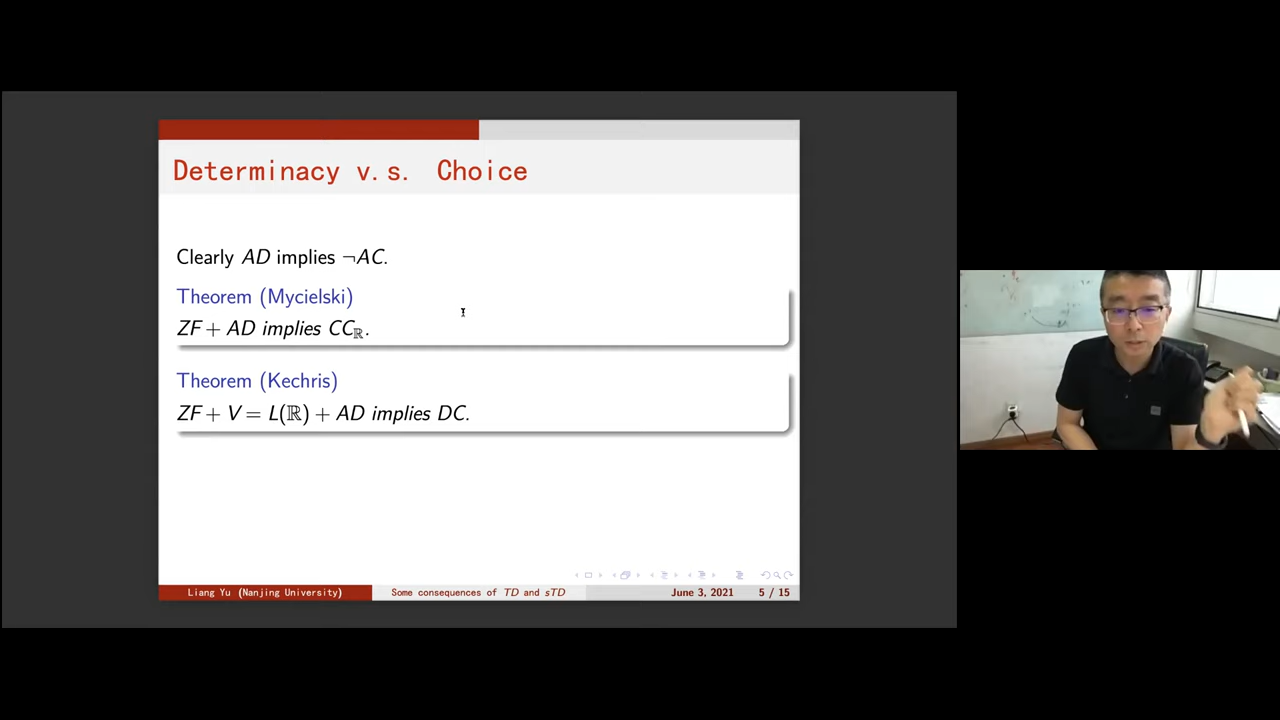 Determinacy v.s. Choice
Clearly AD implies ¬AC.
Theorem (Mycielski)
ZF + AD implies CCℝ.
Theorem (Kechris)
ZF + V = L(ℝ) + AD implies DC.
Liang Yu (Nanjing University) Some consequences of TD and sTD June 3, 2021 5 / 15